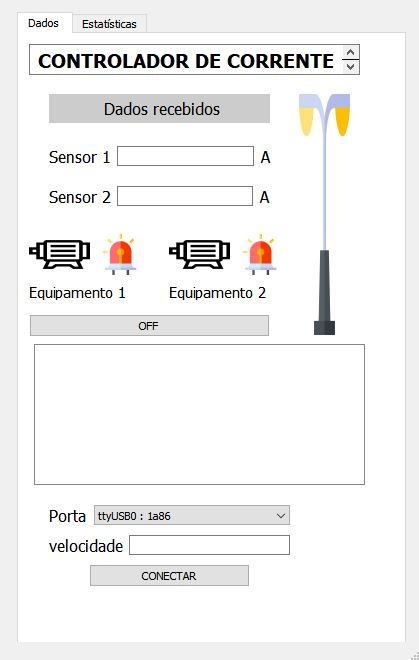 Dados
Estatísticas
CONTROLADOR DE CORRENTE
Dados recebidos
Sensor 1 A
Sensor 2 A
Equipamento 1
Equipamento 2
OFF
Porta ttyUSB0 : 1a86
velocidade
CONECTAR